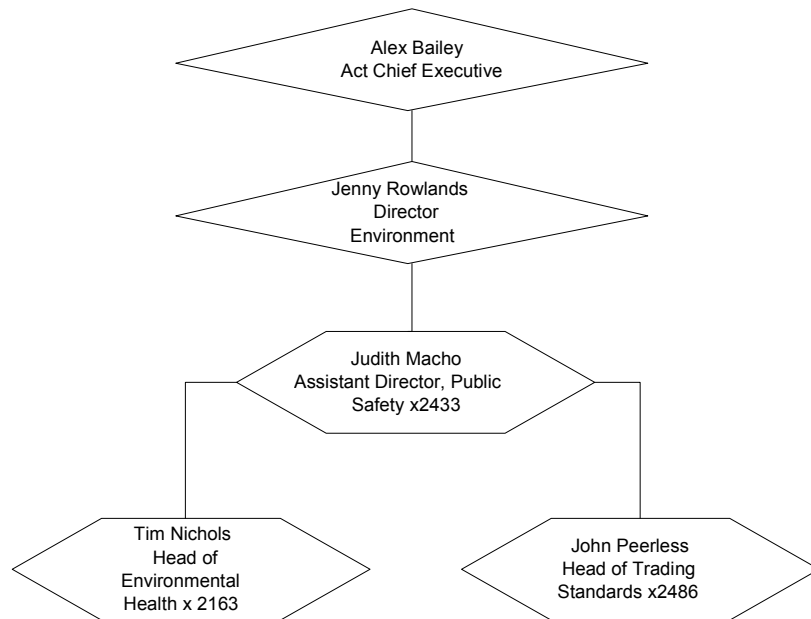 Alex Bailey
Act Chief Executive
Jenny Rowlands
Director
Environment
Judith Macho
Assistant Director, Public
Safety x2433
Tim Nichols
Head of
Environmental
Health x 2163
John Peerless
Head of Trading
Standards x2486